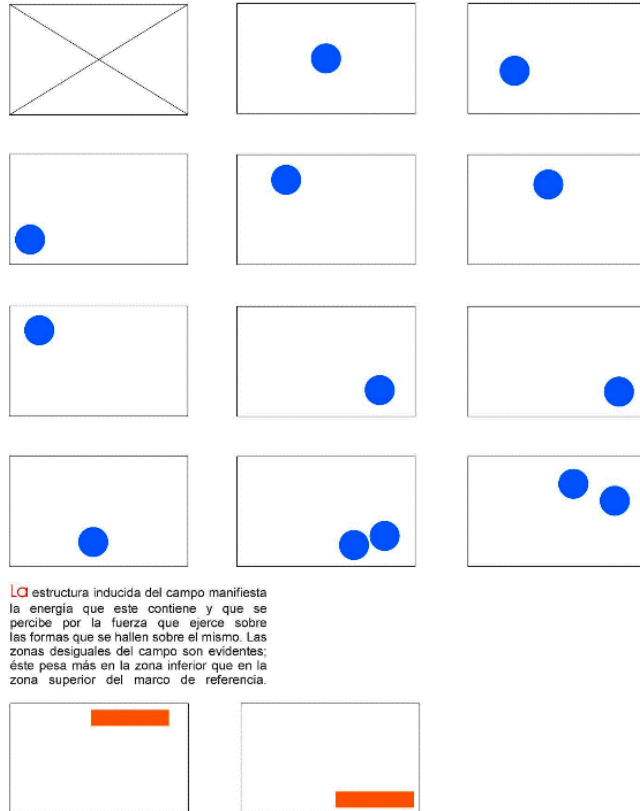 La estructura inducida del campo manifiesta
la energía que este contiene y que se
percibe por la fuerza que ejerce sobre
las formas que se hallen sobre el mismo. Las
zonas desiguales del campo son evidentes;
éste pesa más en la zona inferior que en la
zona superior del marco de referencia.